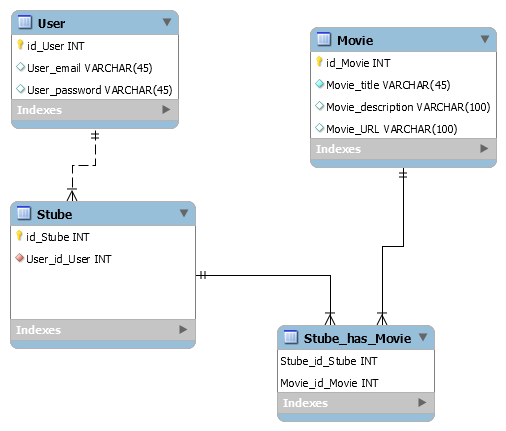 User
id_User INT
User_email VARCHAR(45)
User_password VARCHAR(45)
Indexes
Movie
id_Movie INT
Movie_title VARCHAR(45)
Movie_description VARCHAR(100)
Movie_URL VARCHAR(100)
Indexes
Stube
id_Stube INT
User_id_User INT
Indexes
Stube_has_Movie
Stube_id_Stube INT
Movie_id_Movie INT
Indexes